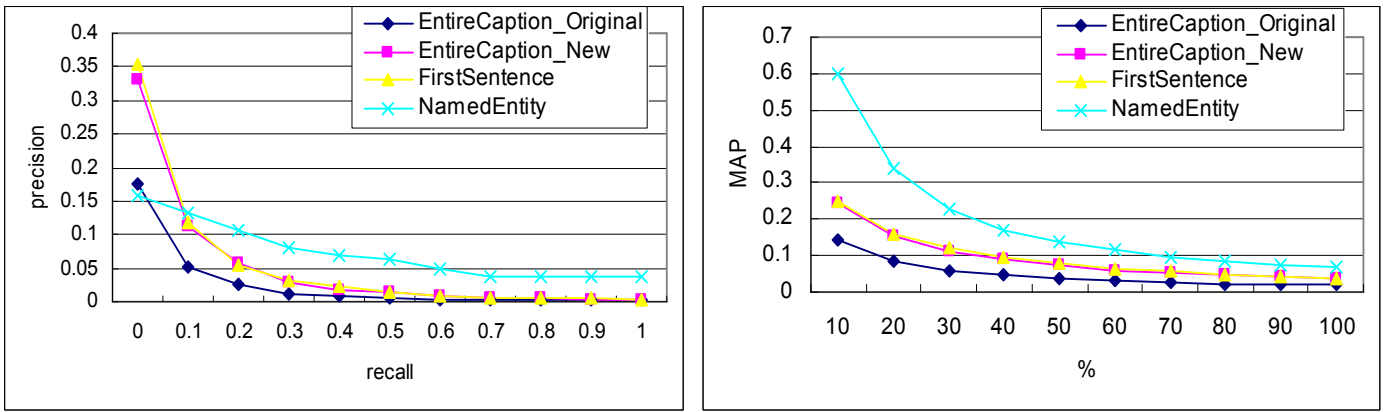 EntireCaption_Original
EntireCaption_New
FirstSentence
NamedEntity
precision
0.4
0.35
0.3
0.25
0.2
0.15
0.1
0.05
0
0 0.1 0.2 0.3 0.4 0.5 0.6 0.7 0.8 0.9 1
recall
EntireCaption_Original
EntireCaption_New
FirstSentence
NamedEntity
MAP
0.7
0.6
0.5
0.4
0.3
0.2
0.1
0
10 20 30 40 50 60 70 80 90 100
%